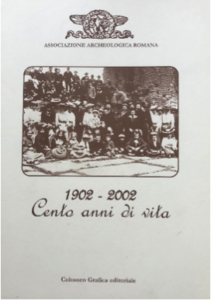 ASSOCIAZIONE ARCHEOLOGICA ROMANA
1902 - 2002
Cento anni di vita
Colosseo Grafica editoriale